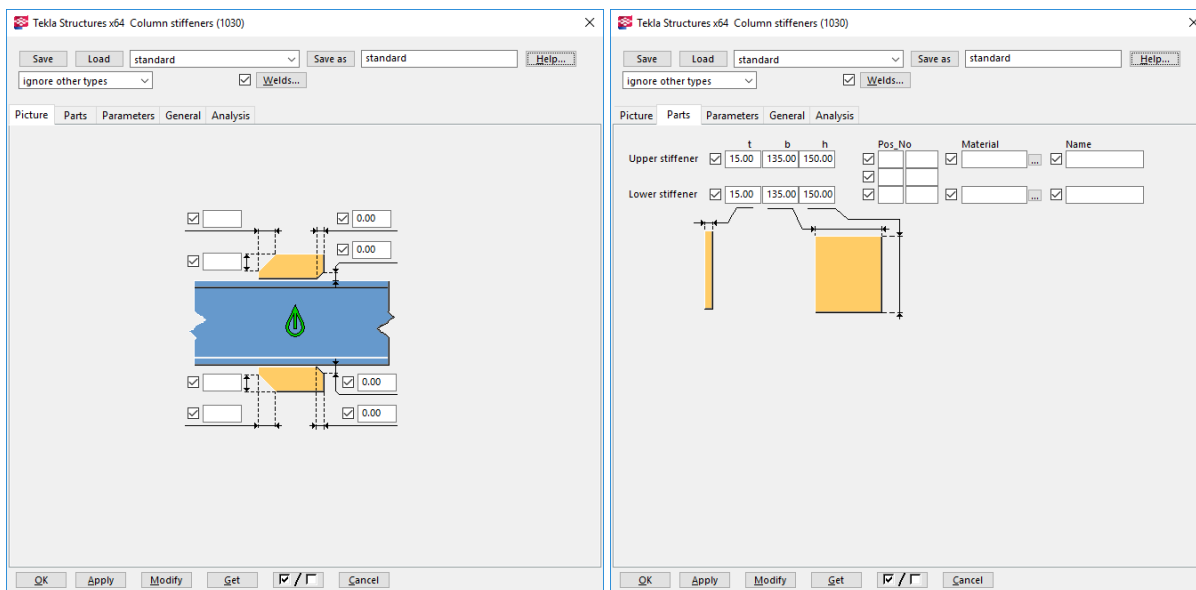 Tekla Structures x64 Column stiffeners (1030)
Save Load standard Save as standard Help...
ignore other types Welds...
Picture Parts Parameters General Analysis
0.00
0.00
0.00
0.00
OK Apply Modify Get / Cancel
Tekla Structures x64 Column stiffeners (1030)
Save Load standard Save as standard Help...
ignore other types Welds...
Picture Parts Parameters General Analysis
t b h Pos_No Material Name
Upper stiffener 15.00 135.00 150.00 ...
Lower stiffener 15.00 135.00 150.00 ...
OK Apply Modify Get / Cancel